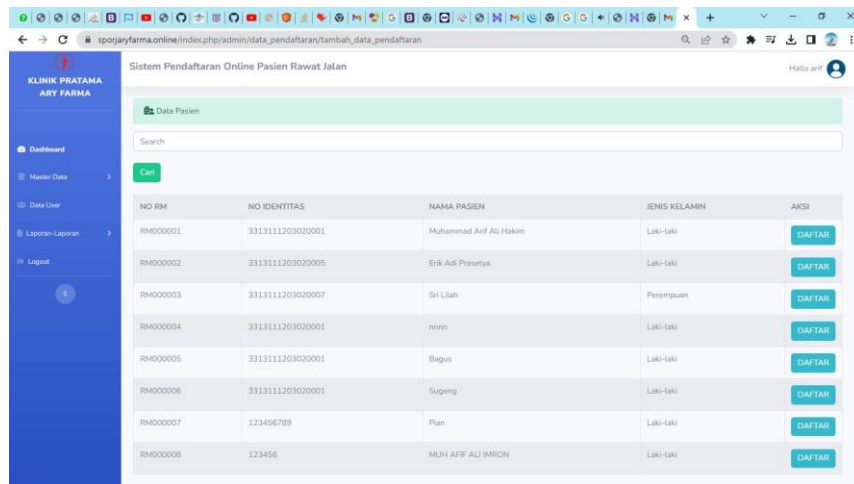 sporjaryfarma.online/index.php/admin/data_pendaftaran/tambah_data_pendaftaran
KLINIK PRATAMA
ARY FARMA
Sistem Pendaftaran Online Pasien Rawat Jalan
Hallo arif
Data Pasien
Search
Cari
Dashboard
Master Data
Data User
Laporan-Laporan
Logout
NO RM NO IDENTITAS NAMA PASIEN JENIS KELAMIN AKSI
RM000001 3313111203020001 Muhammad Arif Ali Hakim Laki-laki DAFTAR
RM000002 3313111203020005 Erik Adi Prasetya Laki-laki DAFTAR
RM000003 3313111203020007 Sri Lilah Perempuan DAFTAR
RM000004 3313111203020001 nnnn Laki-laki DAFTAR
RM000005 3313111203020001 Bagus Laki-laki DAFTAR
RM000006 3313111203020001 Sugeng Laki-laki DAFTAR
RM000007 123456789 Pian Laki-laki DAFTAR
RM000008 123456 MUH AFIF ALI IMRON Laki-laki DAFTAR